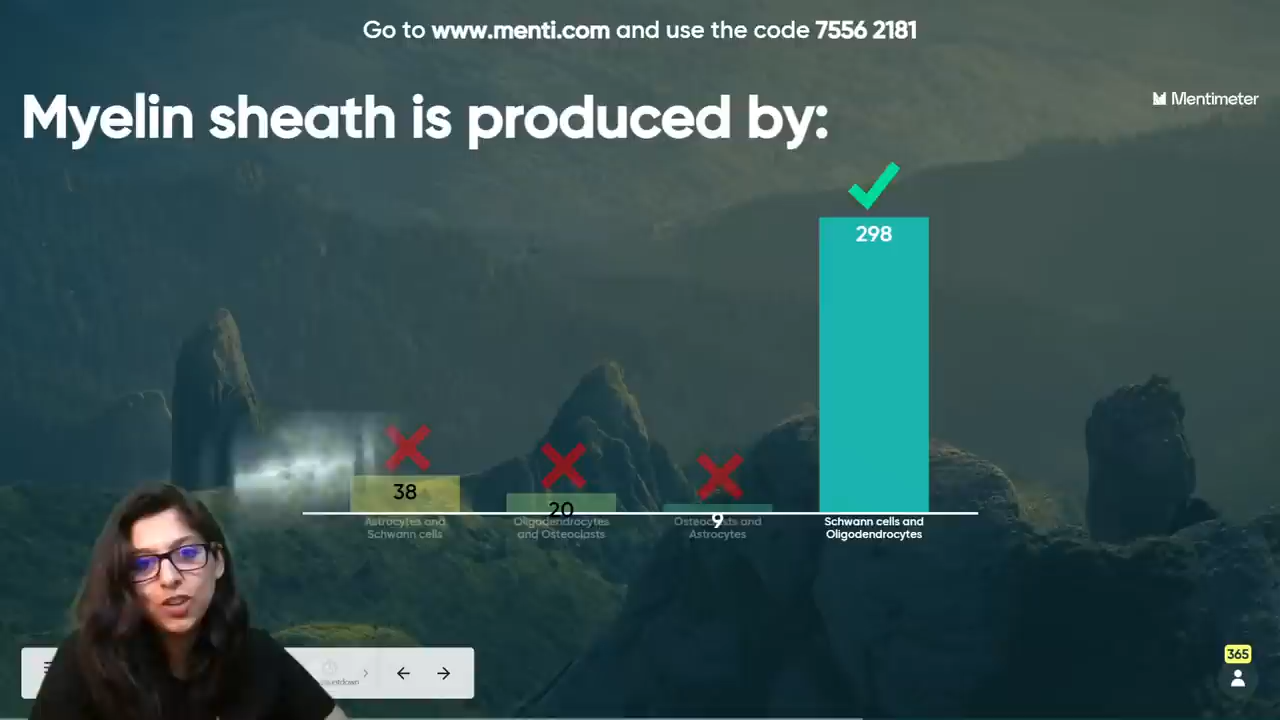 Go to www.menti.com and use the code 7556 2181
Mentimeter
Myelin sheath is produced by:
298
38
20
9
Astrocytes and
Schwann cells
Oligodendrocytes
and Osteoclasts
Osteoclasts and
Astrocytes
Schwann cells and
Oligodendrocytes
365